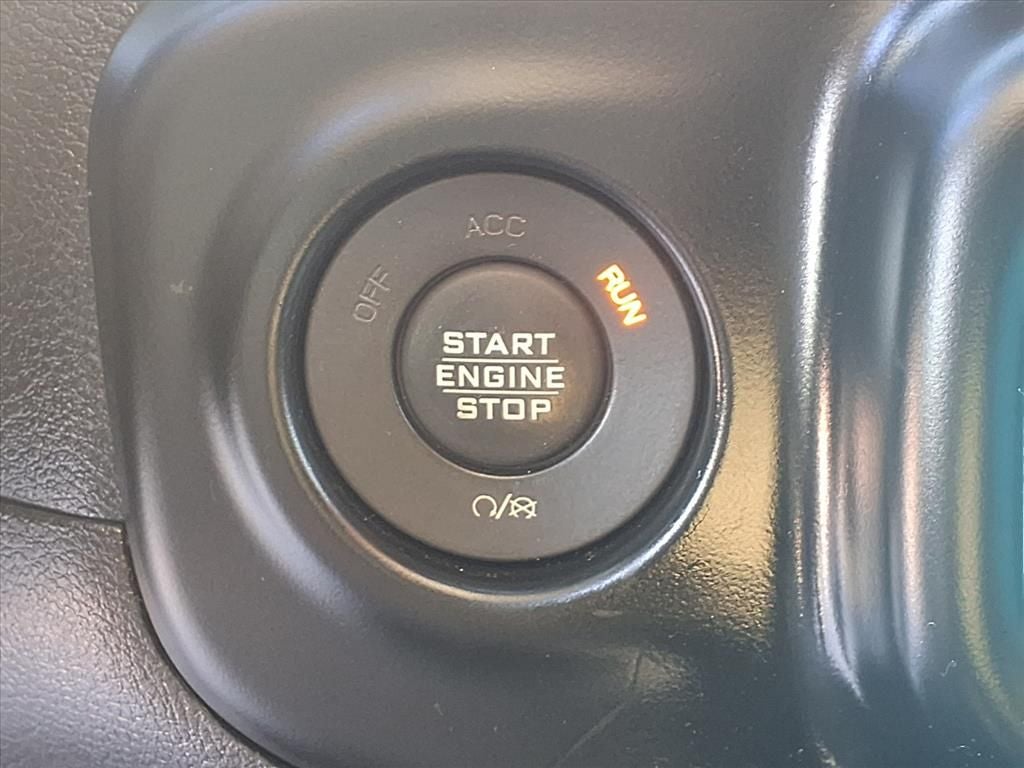 OFF
ACC
RUN
START
ENGINE
STOP